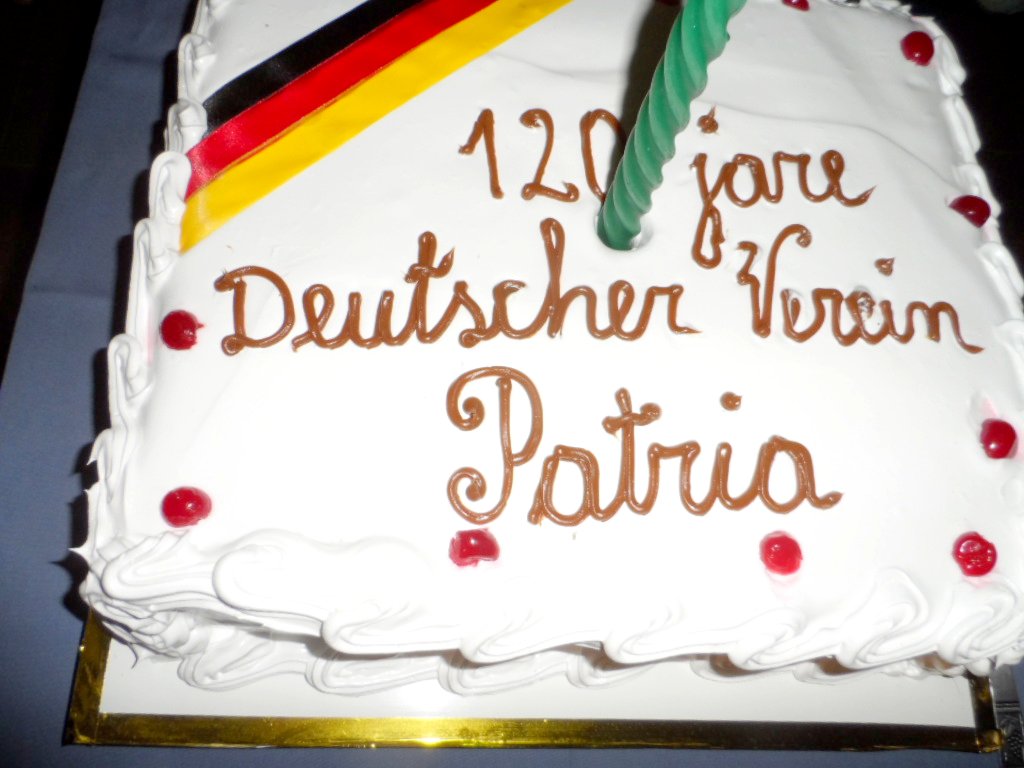 120 jare
Deutscher Verein
Patria